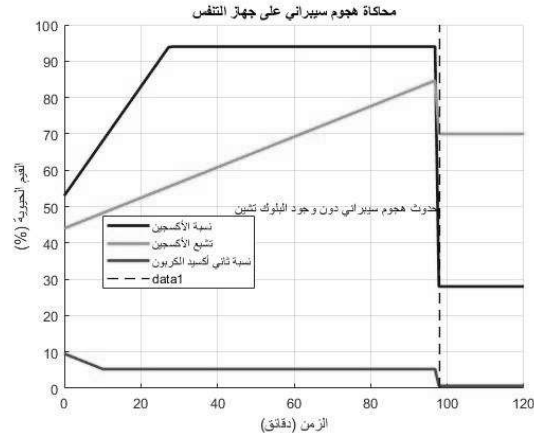 محاكاة هجوم سيبراني على جهاز التنفس
100
90
80
70
60
50
40
30
20
10
0
القيم الحيوية (%)
حدوث هجوم سيبراني دون وجود البلوك تشين
نسبة الأكسجين
تشبع الأكسجين
نسبة ثاني أكسيد الكربون
data1
0 20 40 60 80 100 120
الزمن (دقائق)